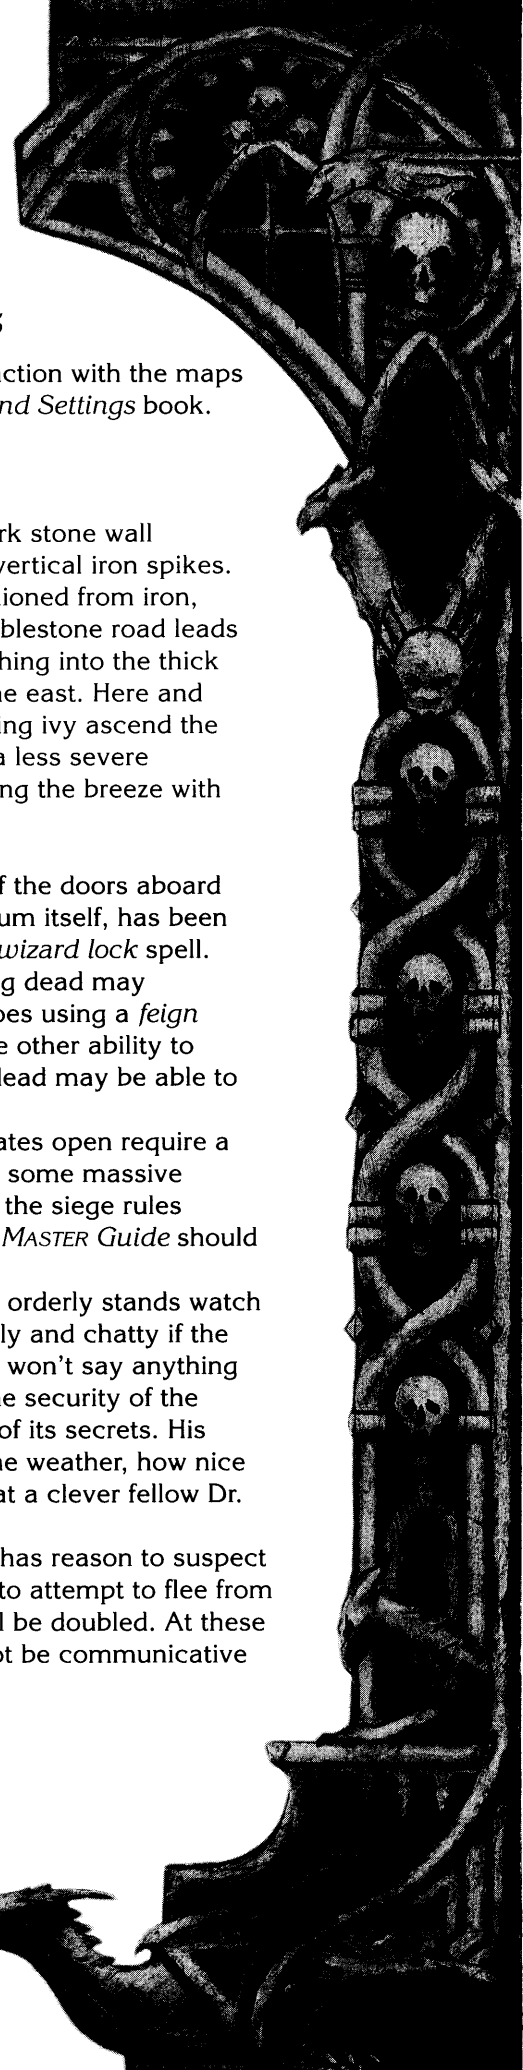 s
ction with the maps
nd Settings book.
rk stone wall
vertical iron spikes.
ioned from iron,
blestone road leads
hing into the thick
e east. Here and
ing ivy ascend the
a less severe
ng the breeze with
f the doors aboard
um itself, has been
wizard lock spell.
g dead may
oes using a feign
e other ability to
dead may be able to
ates open require a
some massive
the siege rules
MASTER Guide should
orderly stands watch
ly and chatty if the
won't say anything
e security of the
of its secrets. His
e weather, how nice
at a clever fellow Dr.
has reason to suspect
to attempt to flee from
l be doubled. At these
ot be communicative